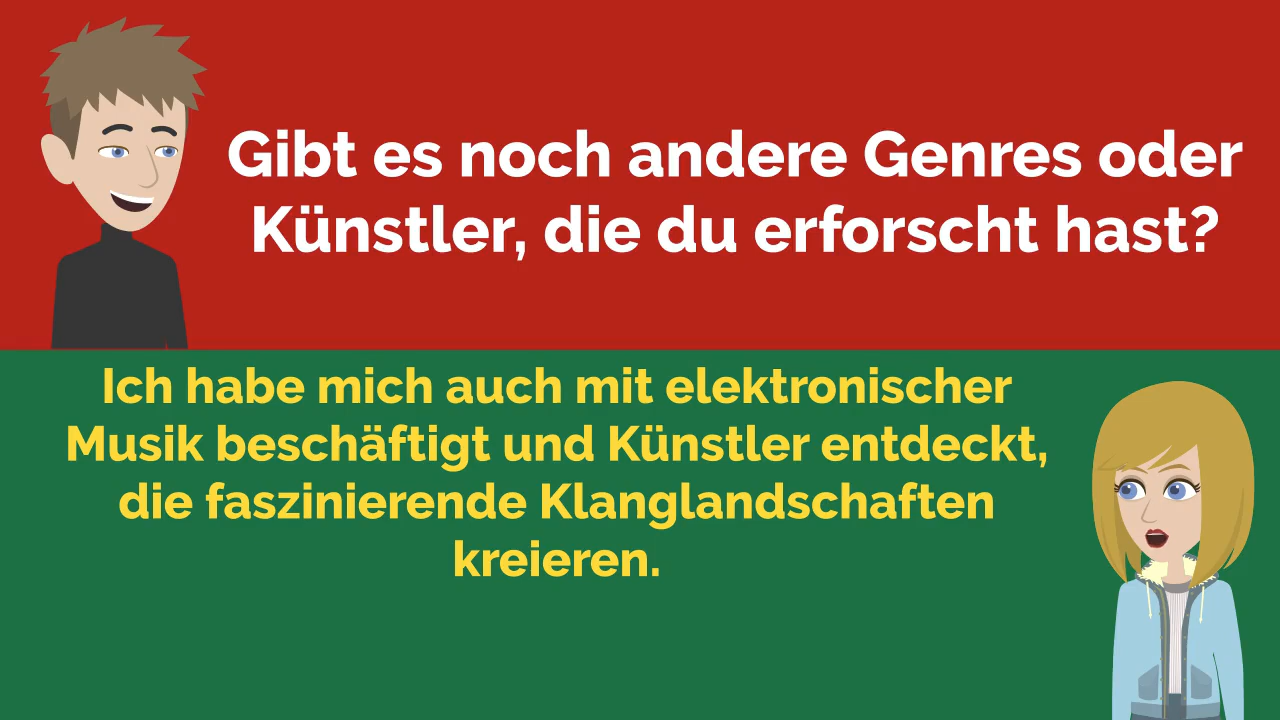 Gibt es noch andere Genres oder
Künstler, die du erforscht hast?
Ich habe mich auch mit elektronischer
Musik beschäftigt und Künstler entdeckt,
die faszinierende Klanglandschaften
kreieren.